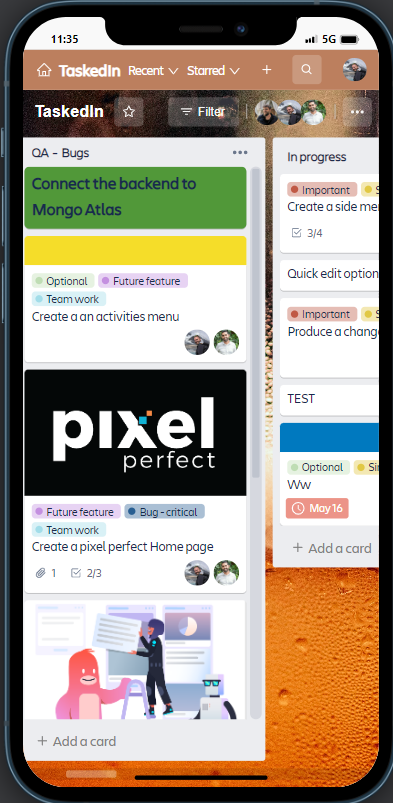 11:35
5G
TaskedIn Recent Starred +
TaskedIn Filter
QA - Bugs
Connect the backend to
Mongo Atlas
Optional Future feature
Team work
Create a an activities menu
pixel
perfect
Future feature Bug - critical
Team work
Create a pixel perfect Home page
1 2/3
+ Add a card
In progress
Important S
Create a side me
3/4
Quick edit option
Important S
Produce a chang
TEST
Optional Si
Ww
May 16
+ Add a card